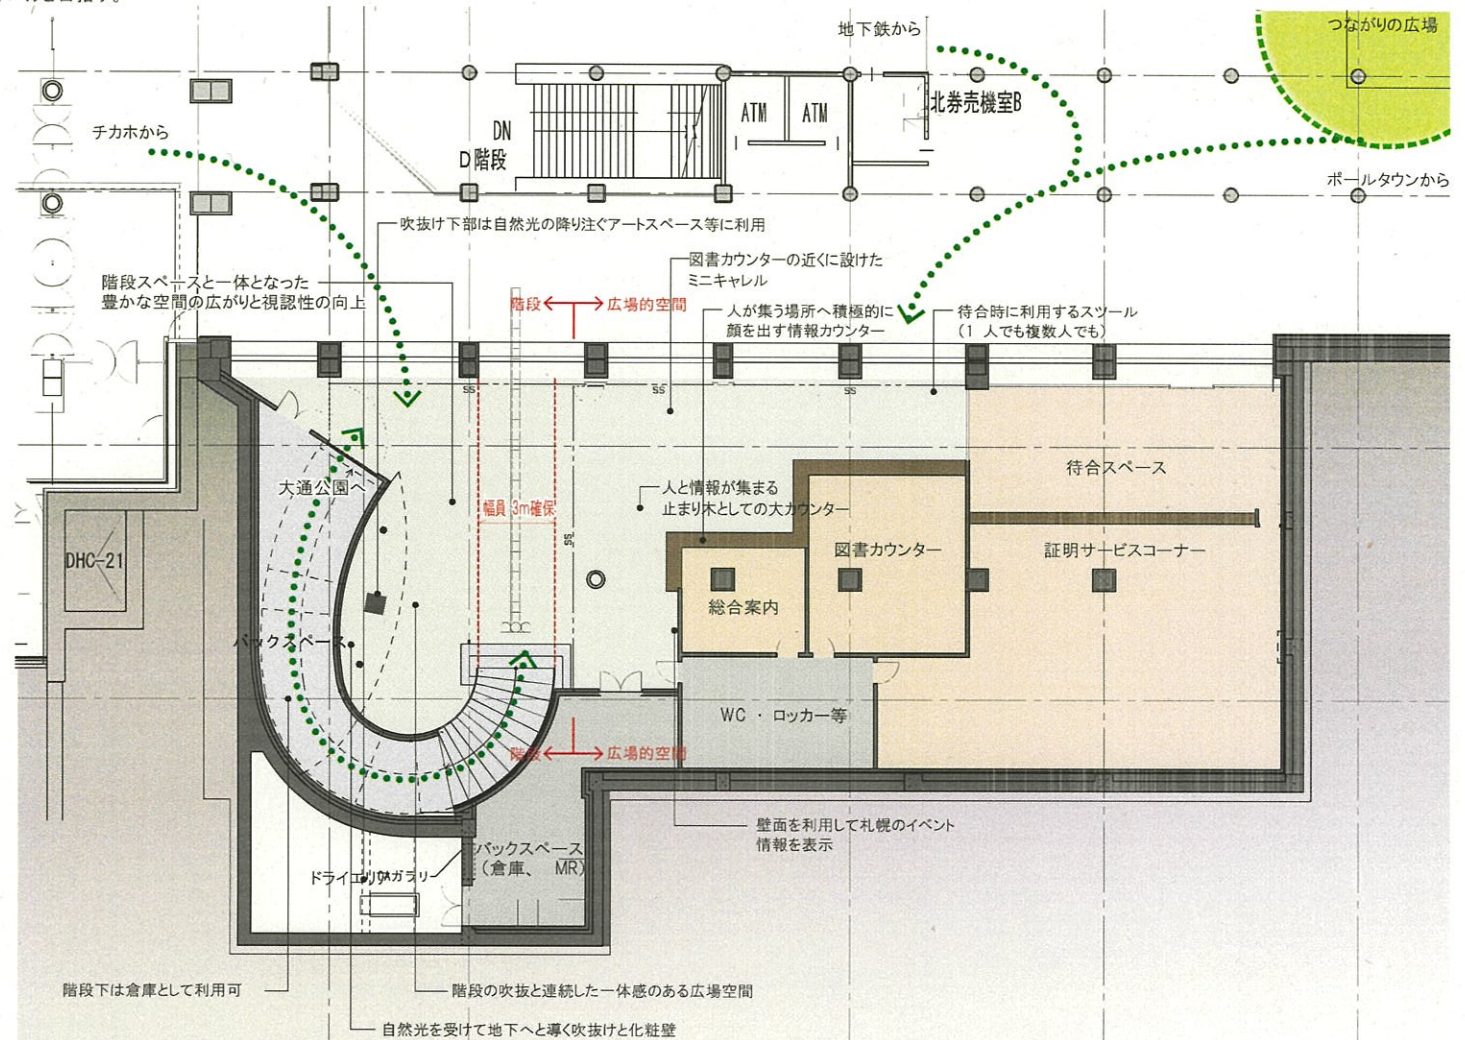 つながりの広場
地下鉄から
北券売機室B
ATM
ATM
チカホから
DN
D階段
ポールタウンから
吹抜け下部は自然光の降り注ぐアートスペース等に利用
図書カウンターの近くに設けた
ミニキャレル
階段スペースと一体となった
豊かな空間の広がりと視認性の向上
階段
広場的空間
人が集う場所へ積極的に
顔を出す情報カウンター
待合時に利用するスツール
(1 人でも複数人でも)
SS
SS
SS
待合スペース
大通公園へ
人と情報が集まる
止まり木としての大カウンター
幅員 3m確保
SS
図書カウンター
証明サービスコーナー
DHC-21
総合案内
バックスペース
WC ・ ロッカー等
階段
広場的空間
壁面を利用して札幌のイベント
情報を表示
バックスペース
(倉庫、 MR)
ドライエリア
ガラリ
階段下は倉庫として利用可
階段の吹抜と連続した一体感のある広場空間
自然光を受けて地下へと導く吹抜けと化粧壁